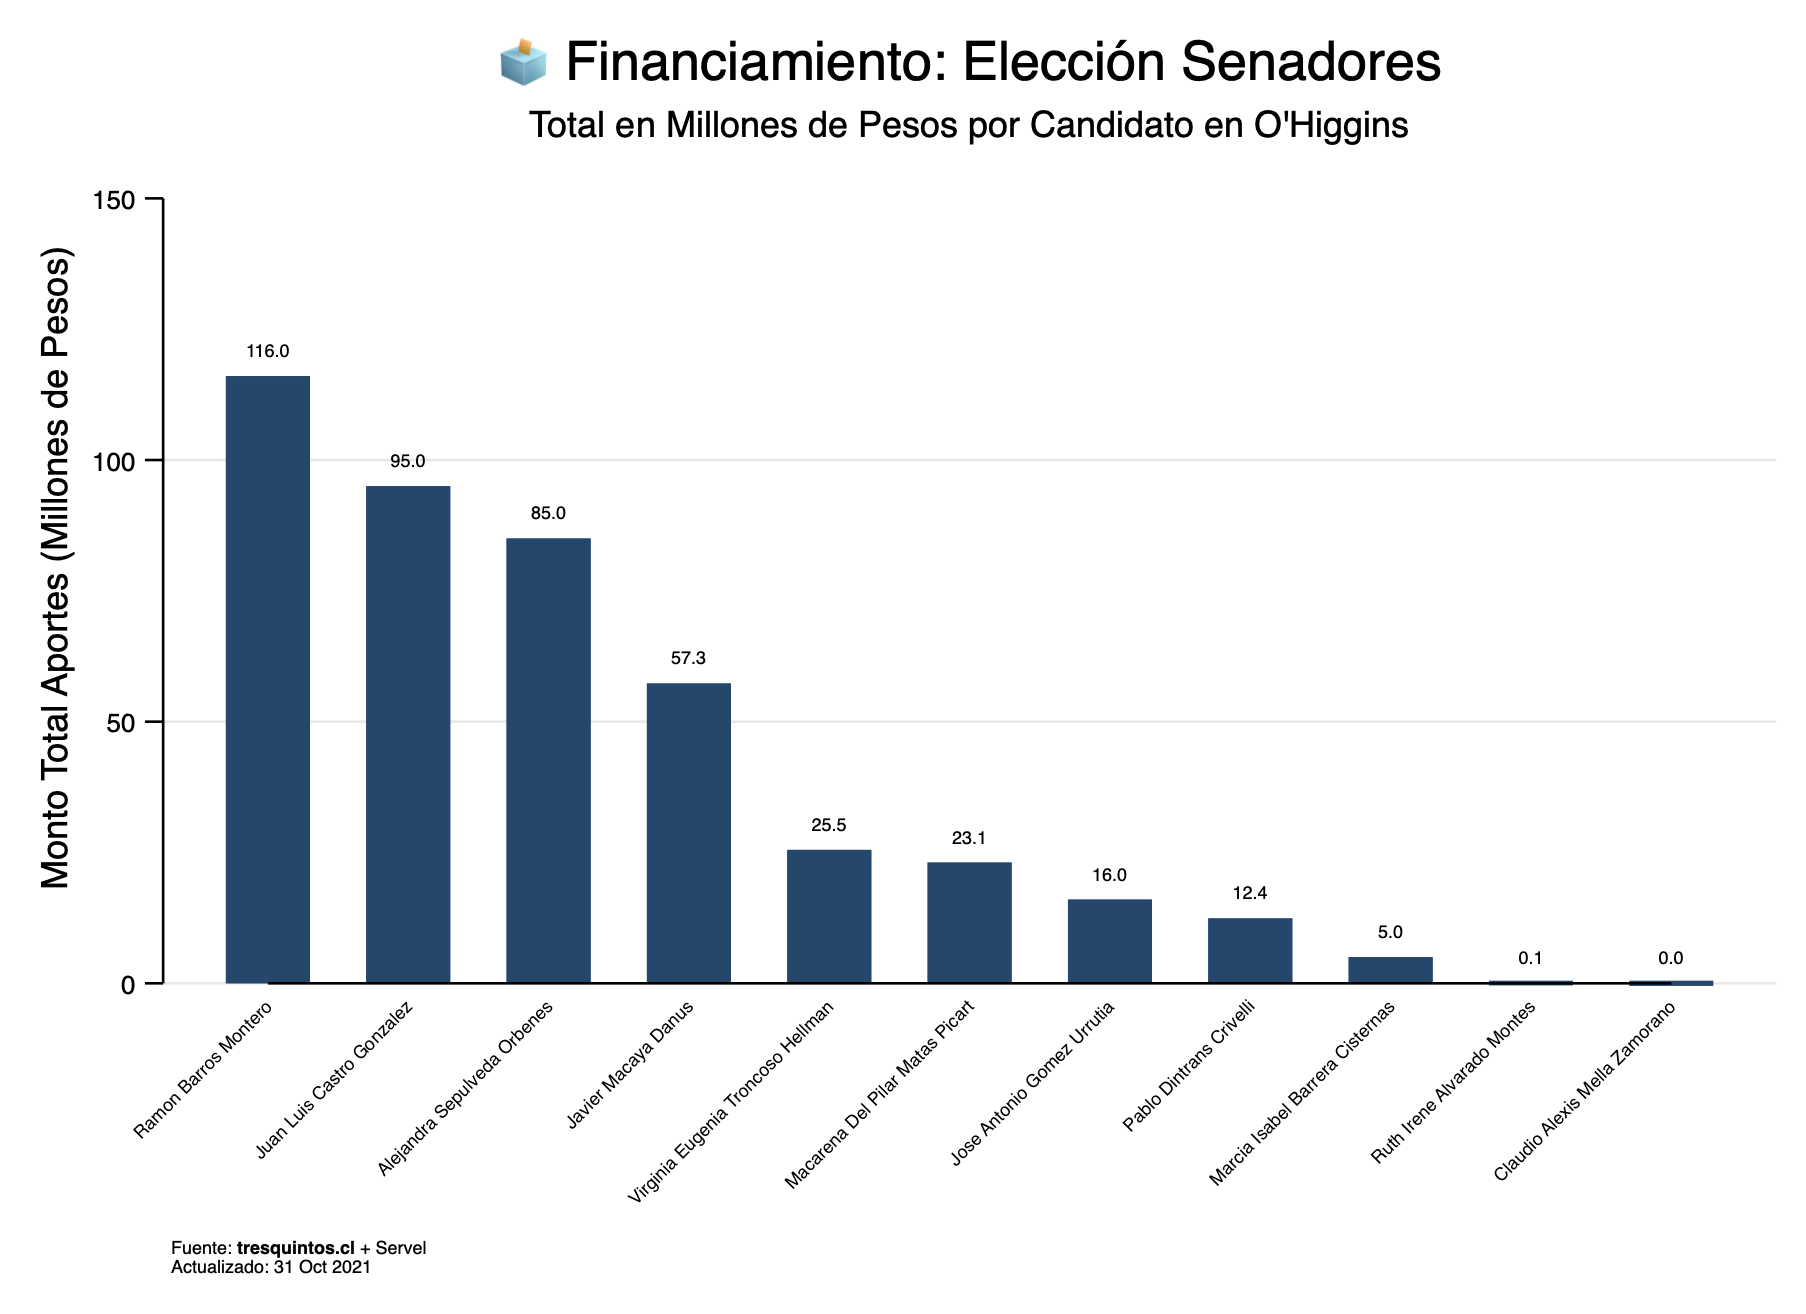 Financiamiento: Elección Senadores
Total en Millones de Pesos por Candidato en O'Higgins
Monto Total Aportes (Millones de Pesos)
150
100
50
0
116.0
95.0
85.0
57.3
25.5
23.1
16.0
12.4
5.0
0.1
0.0
Ramon Barros Montero
Juan Luis Castro Gonzalez
Alejandra Sepulveda Orbenes
Javier Macaya Danus
Virginia Eugenia Troncoso Hellman
Macarena Del Pilar Matas Picart
Jose Antonio Gomez Urrutia
Pablo Dintrans Crivelli
Marcia Isabel Barrera Cisternas
Ruth Irene Alvarado Montes
Claudio Alexis Mella Zamorano
Fuente: tresquintos.cl + Servel
Actualizado: 31 Oct 2021